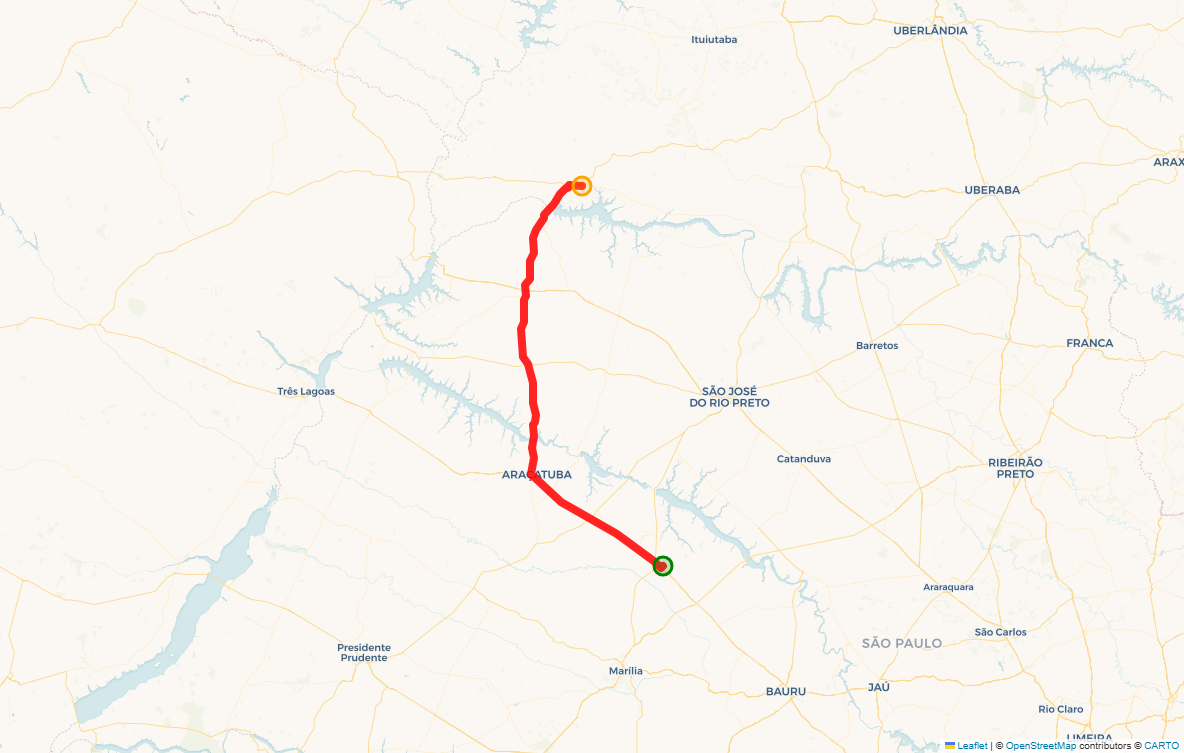 Ituiutaba
UBERLÂNDIA
ARAX
UBERABA
FRANCA
Barretos
Três Lagoas
SÃO JOSÉ
DO RIO PRETO
Catanduva
RIBEIRÃO
PRETO
ARAÇATUBA
Araraquara
São Carlos
SÃO PAULO
Presidente
Prudente
Marília
BAURU
JAÚ
Rio Claro
LIMEIRA
Leaflet | © OpenStreetMap contributors © CARTO